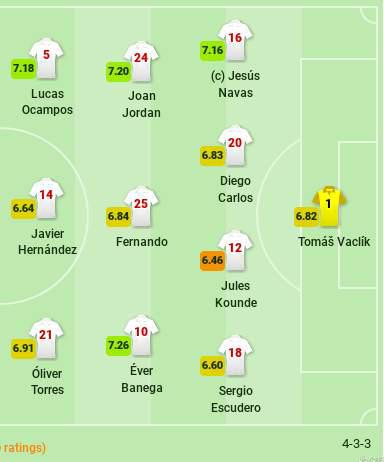 16
7.16
(c) Jesús
Navas
5
7.18
Lucas
Ocampos
24
7.20
Joan
Jordan
20
6.83
Diego
Carlos
14
6.64
Javier
Hernández
25
6.84
Fernando
1
6.82
Tomáš Vaclík
12
6.46
Jules
Kounde
21
6.91
Óliver
Torres
10
7.26
Éver
Banega
18
6.60
Sergio
Escudero
ratings)
4-3-3